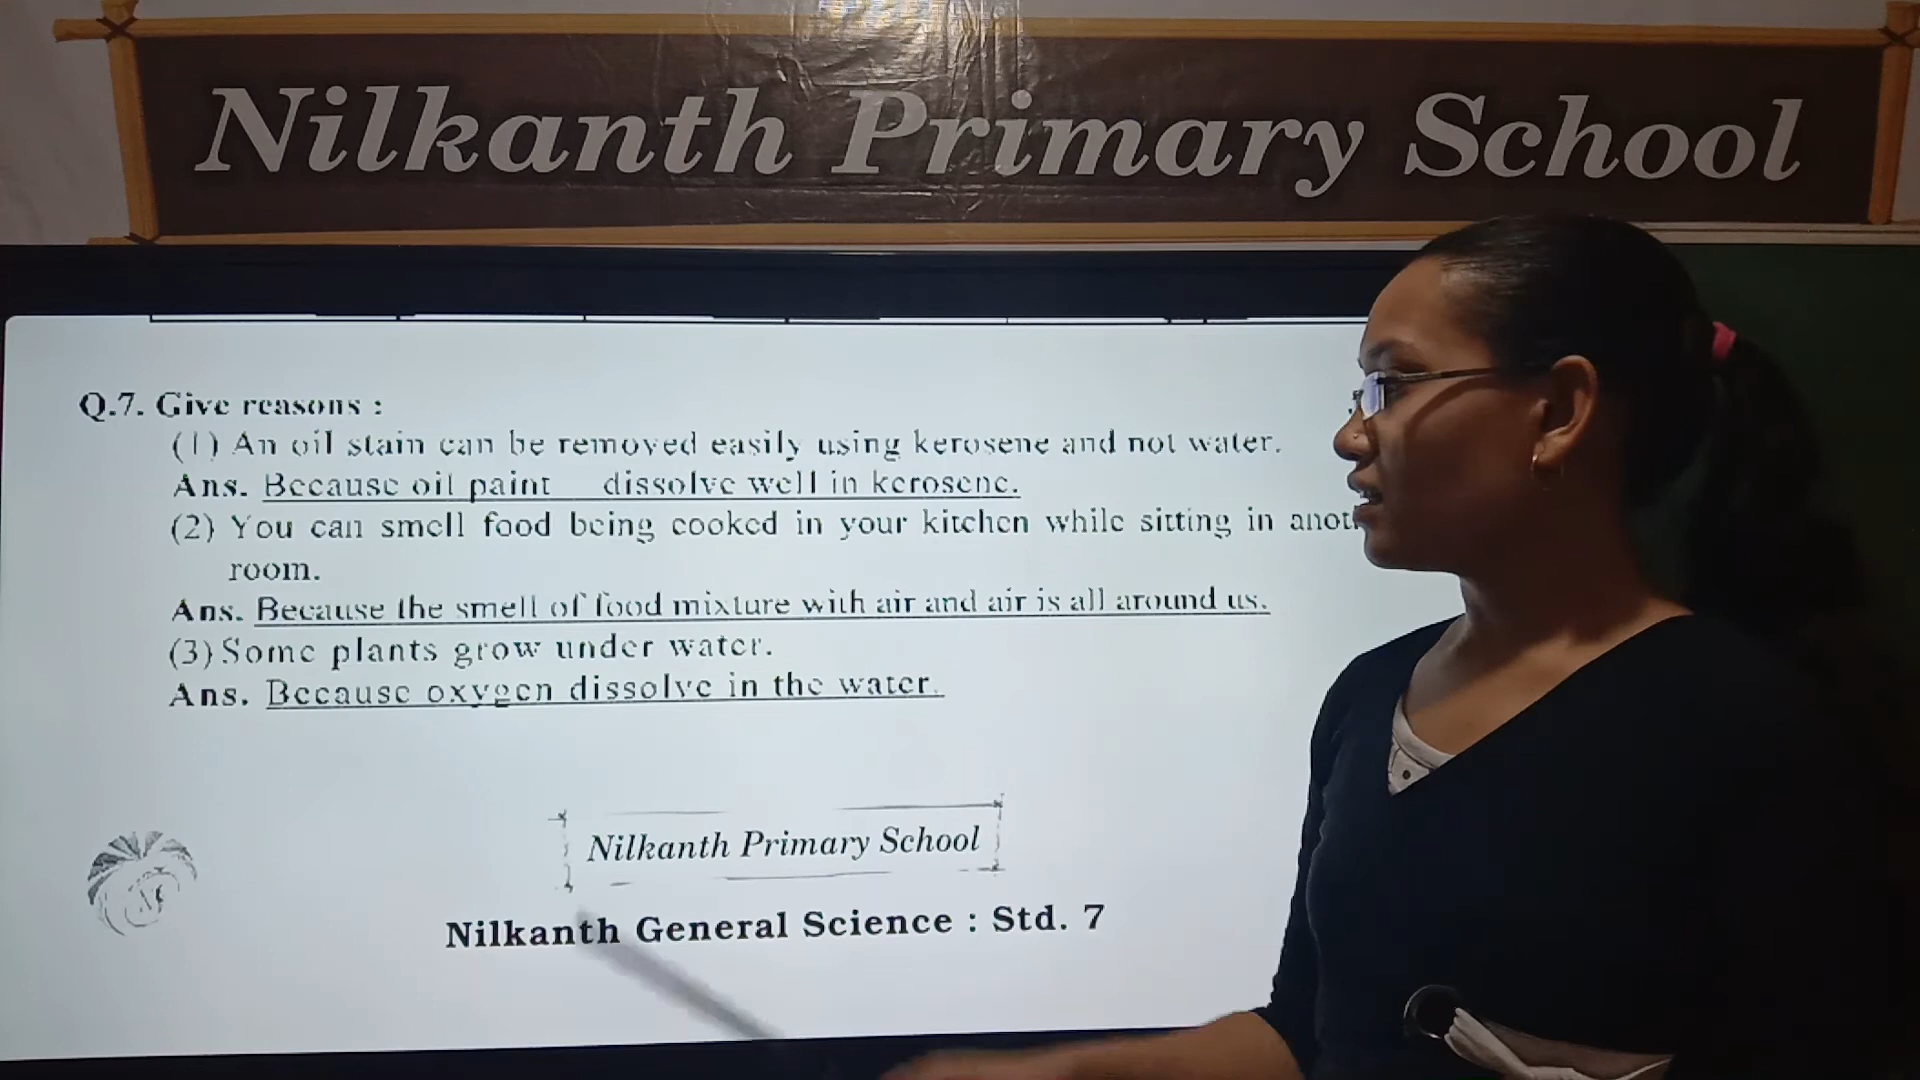 Nilkanth Primary School
Q.7. Give reasons :
(1) An oil stain can be removed easily using kerosene and not water.
Ans. Because oil paint dissolve well in kerosene.
(2) You can smell food being cooked in your kitchen while sitting in
room.
Ans. Because the smell of food mixture with air and air is all around us.
(3) Some plants grow under water.
Ans. Because oxygen dissolve in the water.
Nilkanth Primary School
Nilkanth General Science : Std. 7